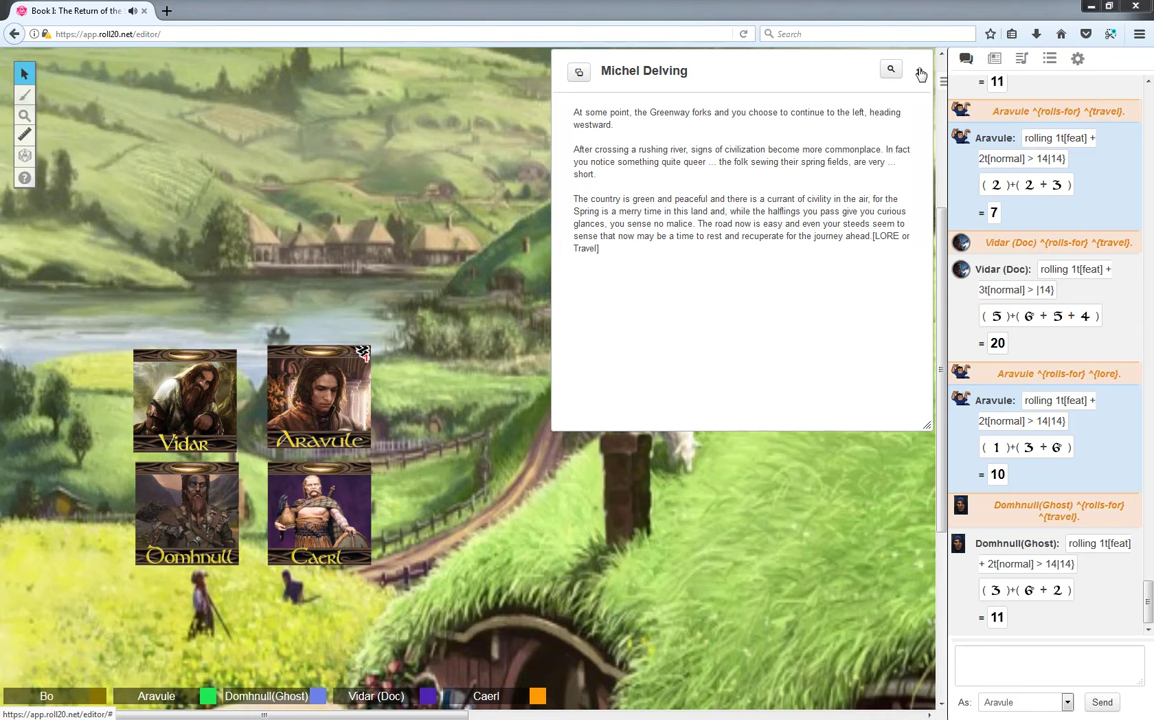 Book I: The Return of the
https://app.roll20.net/editor/
Search
Michel Delving
At some point, the Greenway forks and you choose to continue to the left, heading
westward.
After crossing a rushing river, signs of civilization become more commonplace. In fact
you notice something quite queer ... the folk sewing their spring fields, are very ...
short.
The country is green and peaceful and there is a currant of civility in the air, for the
Spring is a merry time in this land and, while the halflings you pass give you curious
glances, you sense no malice. The road now is easy and even your steeds seem to
sense that now may be a time to rest and recuperate for the journey ahead.[LORE or
Travel]
Vidar
Aravule
1
Domhnull
Caerl
Bo
Aravule
Domhnull(Ghost)
Vidar (Doc)
Caerl
https://app.roll20.net/editor/#
= 11
Aravule ^{rolls-for} ^{travel}.
Aravule: rolling 1t[feat] +
2t[normal] > 14|14}
( 2 )+( 2 + 3 )
= 7
Vidar (Doc) ^{rolls-for} ^{travel}.
Vidar (Doc): rolling 1t[feat] +
3t[normal] > |14}
( 5 )+( 6 + 5 + 4 )
= 20
Aravule ^{rolls-for} ^{lore}.
Aravule: rolling 1t[feat] +
2t[normal] > 14|14}
( 1 )+( 3 + 6 )
= 10
Domhnull(Ghost) ^{rolls-for}
^{travel}.
Domhnull(Ghost): rolling 1t[feat]
+ 2t[normal] > 14|14}
( 3 )+( 6 + 2 )
= 11
As: Aravule Send